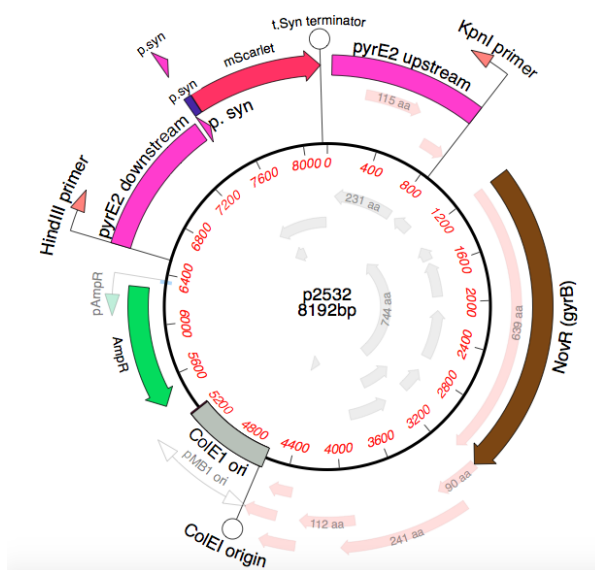 t.Syn terminator
p.syn
mScarlet
pyrE2 upstream
KpnI primer
p.syn
p. syn
115 aa
pyrE2 downstream
HindIII primer
8000
0
400
800
1200
1600
2000
2400
2800
3200
3600
4000
4400
4800
5200
5600
6000
6400
6800
7200
7600
231 aa
744 aa
p2532
8192bp
639 aa
NovR (gyrB)
pAmpR
AmpR
ColE1 ori
pMB1 ori
90 aa
112 aa
241 aa
ColEI origin